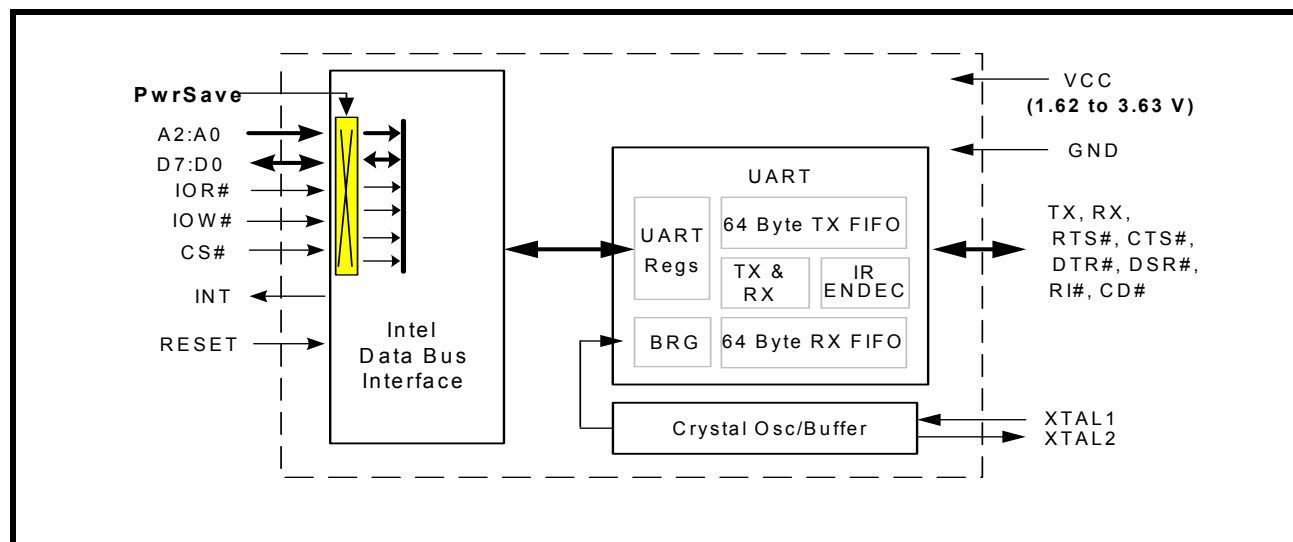 PwrSave
A2:A0
D7:D0
IOR#
IOW#
CS#
INT
RESET
Intel
Data Bus
Interface
UART
UART
Regs
64 Byte TX FIFO
TX &
RX
IR
ENDEC
BRG
64 Byte RX FIFO
Crystal Osc/Buffer
VCC
(1.62 to 3.63 V)
GND
TX, RX,
RTS#, CTS#,
DTR#, DSR#,
RI#, CD#
XTAL1
XTAL2